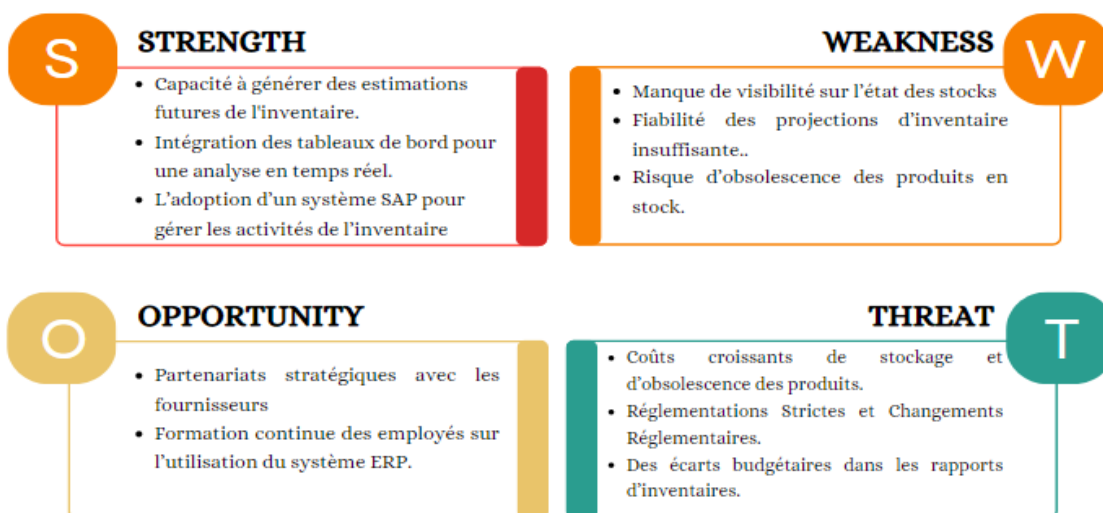 S
STRENGTH
• Capacité à générer des estimations
futures de l'inventaire.
• Intégration des tableaux de bord pour
une analyse en temps réel.
• L'adoption d'un système SAP pour
gérer les activités de l'inventaire
WEAKNESS
W
• Manque de visibilité sur l'état des stocks
• Fiabilité des projections d'inventaire
insuffisante..
• Risque d'obsolescence des produits en
stock.
O
OPPORTUNITY
• Partenariats stratégiques avec les
fournisseurs
• Formation continue des employés sur
l'utilisation du système ERP.
THREAT
T
• Coûts croissants de stockage et
d'obsolescence des produits.
• Réglementations Strictes et Changements
Réglementaires.
• Des écarts budgétaires dans les rapports
d'inventaires.